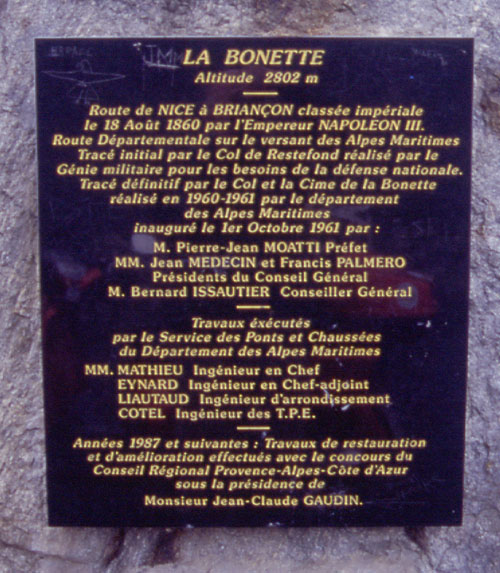 LA BONETTE
Altitude 2802 m
Route de NICE à BRIANÇON classée impériale
le 18 Août 1860 par l'Empereur NAPOLEON III.
Route Départementale sur le versant des Alpes Maritimes
Tracé initial par le Col de Restefond réalisé par le
Génie militaire pour les besoins de la défense nationale.
Tracé définitif par le Col et la Cime de la Bonette
réalisé en 1960-1961 par le département
des Alpes Maritimes
inauguré le 1er Octobre 1961 par :
M. Pierre-Jean MOATTI Préfet
MM. Jean MEDECIN et Francis PALMERO
Présidents du Conseil Général
M. Bernard ISSAUTIER Conseiller Général
Travaux éxécutés
par le Service des Ponts et Chaussées
du Département des Alpes Maritimes
MM. MATHIEU Ingénieur en Chef
EYNARD Ingénieur en Chef-adjoint
LIAUTAUD Ingénieur d'arrondissement
COTEL Ingénieur des T.P.E.
Années 1987 et suivantes : Travaux de restauration
et d'amélioration effectués avec le concours du
Conseil Régional Provence-Alpes-Côte d'Azur
sous la présidence de
Monsieur Jean-Claude GAUDIN.